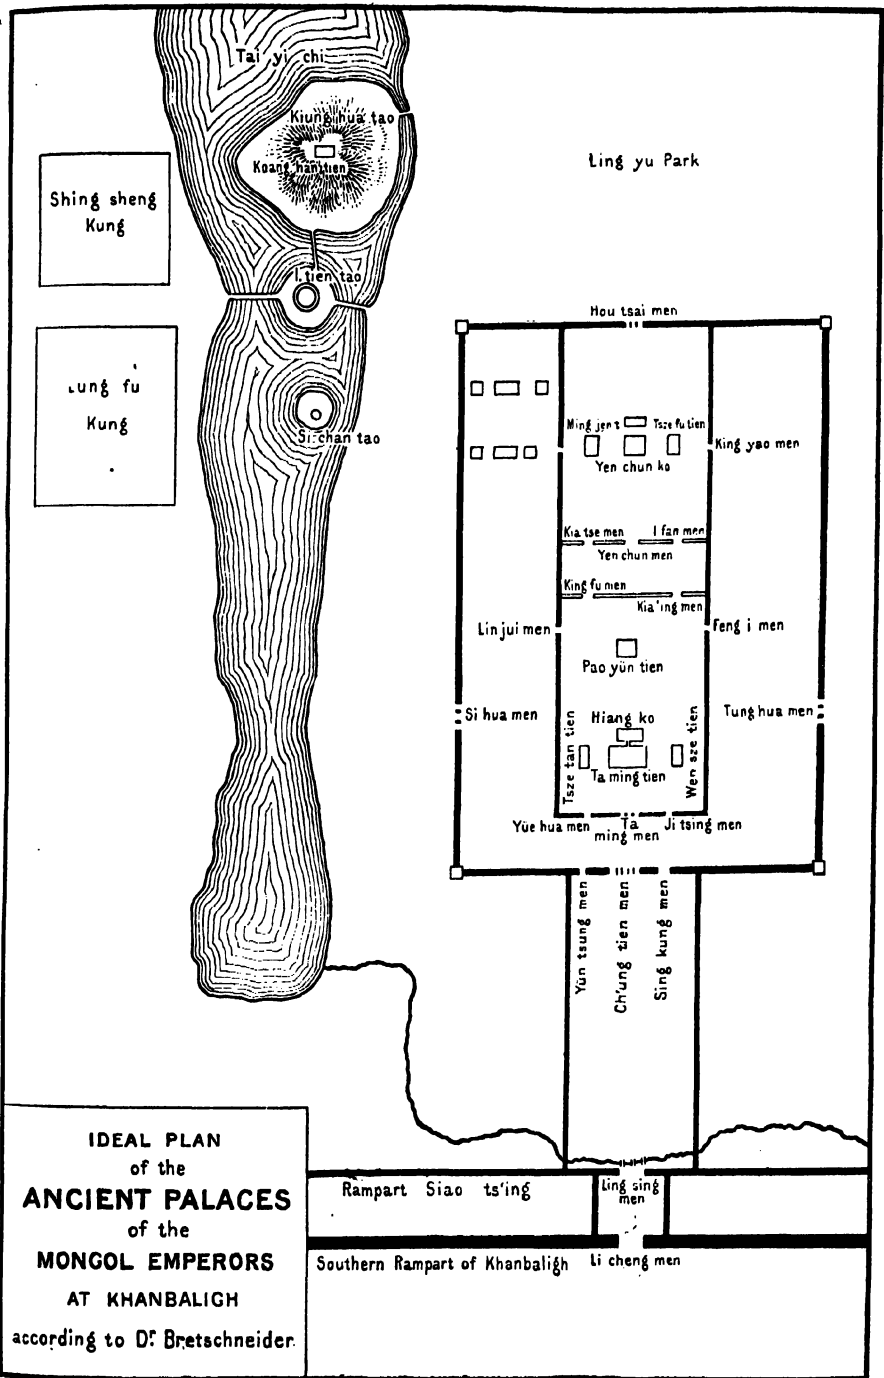 Tai yi chi
Kiung hua tao
Koang han tien
Ling yu Park
Shing sheng
Kung
I tien tao
Hou tsai men
Lung fu
Kung
Si chan tao
Ming jen t
Tsze fu tien
King yao men
Yen chun ko
Kia tse men
I fan men
Yen chun men
King fu men
Kia ing men
Lin jui men
Feng i men
Pao yün tien
Si hua men
Hiang ko
Tung hua men
Tsze tan tien
Wen sze tien
Ta ming tien
Yüe hua men
Ta
ming men
Ji tsing men
Yün tsung men
Ch'ung tien men
Sing kung men
IDEAL PLAN
of the
ANCIENT PALACES
of the
MONGOL EMPERORS
AT KHANBALIGH
according to Dr. Bretschneider.
Rampart Siao ts'ing
Ling sing
men
Southern Rampart of Khanbaligh
Li cheng men